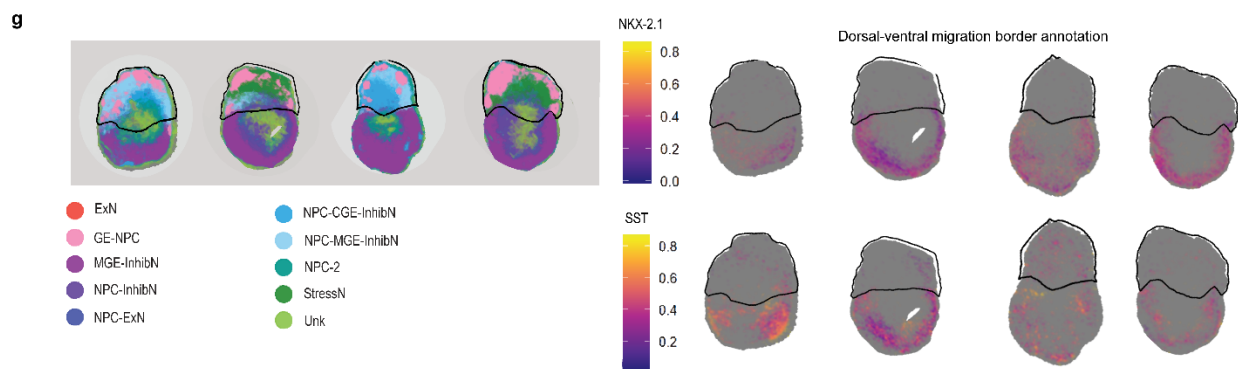 g
NKX-2.1
0.8
0.6
0.4
0.2
0.0
Dorsal-ventral migration border annotation
ExN
GE-NPC
MGE-InhibN
NPC-InhibN
NPC-ExN
NPC-CGE-InhibN
NPC-MGE-InhibN
NPC-2
StressN
Unk
SST
0.8
0.6
0.4
0.2